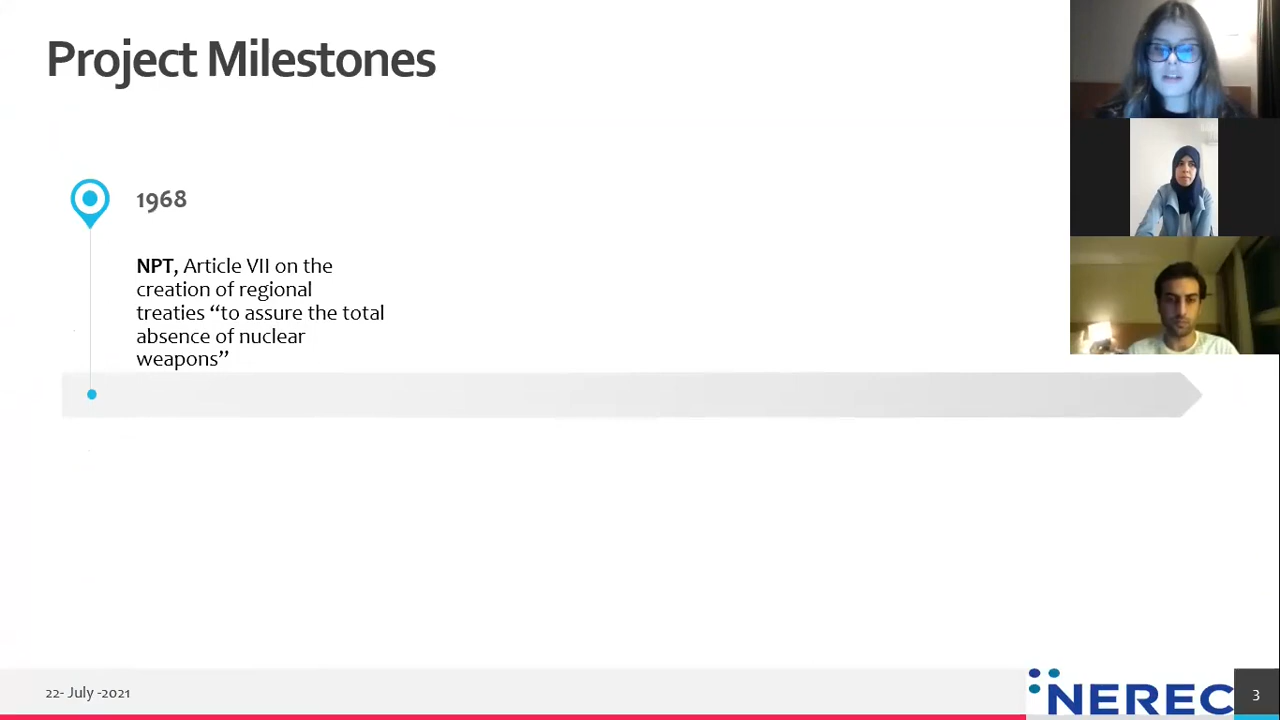 Project Milestones
1968
NPT, Article VII on the
creation of regional
treaties “to assure the total
absence of nuclear
weapons”
22- July -2021
NEREC
3